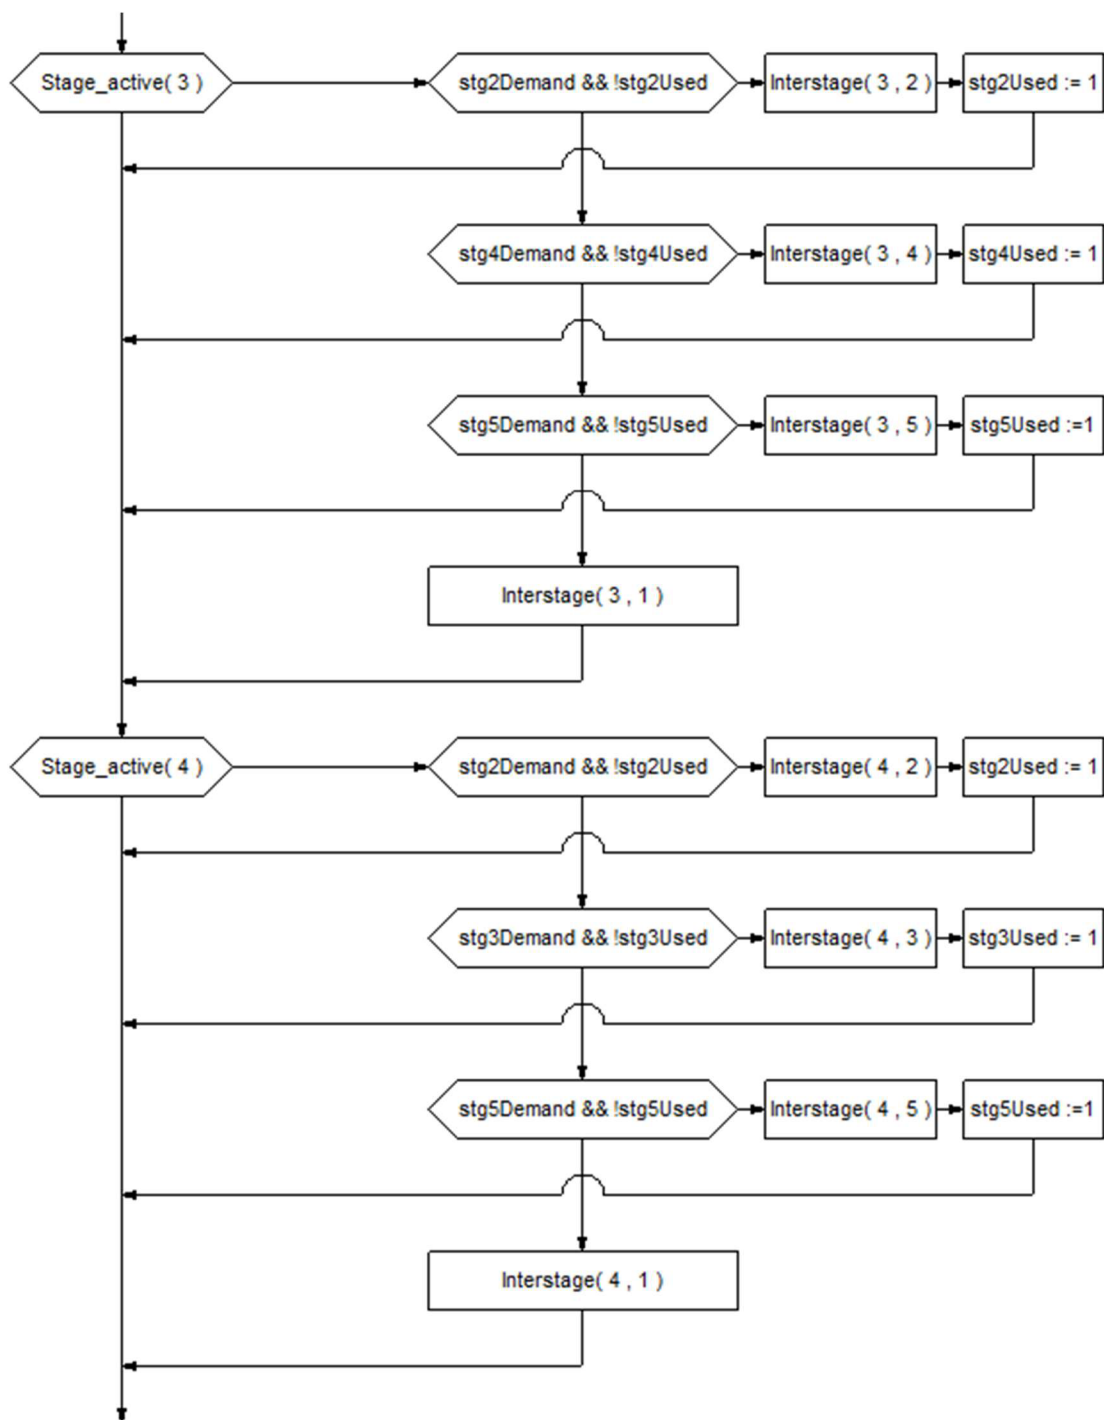 Stage_active( 3 )
stg2Demand && !stg2Used
Interstage( 3 , 2 )
stg2Used := 1
stg4Demand && !stg4Used
Interstage( 3 , 4 )
stg4Used := 1
stg5Demand && !stg5Used
Interstage( 3 , 5 )
stg5Used :=1
Interstage( 3 , 1 )
Stage_active( 4 )
stg2Demand && !stg2Used
Interstage( 4 , 2 )
stg2Used := 1
stg3Demand && !stg3Used
Interstage( 4 , 3 )
stg3Used := 1
stg5Demand && !stg5Used
Interstage( 4 , 5 )
stg5Used :=1
Interstage( 4 , 1 )